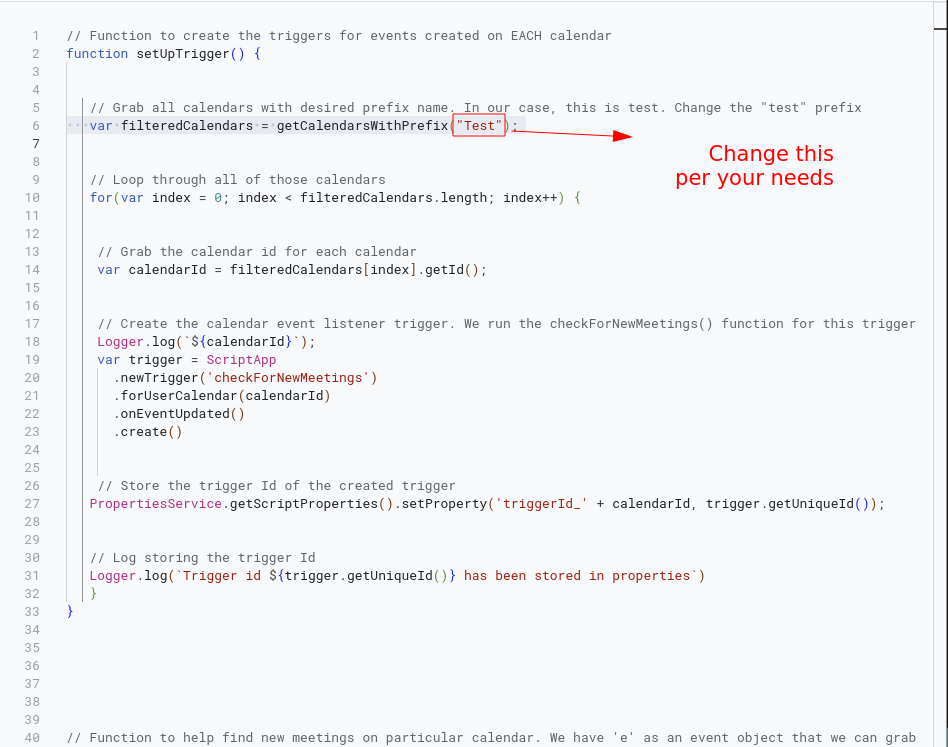 1 // Function to create the triggers for events created on EACH calendar
2 function setUpTrigger() {
3
4
5 // Grab all calendars with desired prefix name. In our case, this is test. Change the "test" prefix
6 var filteredCalendars = getCalendarsWithPrefix("Test");
7
Change this
per your needs
8
9 // Loop through all of those calendars
10 for(var index = 0; index < filteredCalendars.length; index++) {
11
12
13 // Grab the calendar id for each calendar
14 var calendarId = filteredCalendars[index].getId();
15
16
17 // Create the calendar event listener trigger. We run the checkForNewMeetings() function for this trigger
18 Logger.log(`${calendarId}`);
19 var trigger = ScriptApp
20 .newTrigger('checkForNewMeetings')
21 .forUserCalendar(calendarId)
22 .onEventUpdated()
23 .create()
24
25
26 // Store the trigger Id of the created trigger
27 PropertiesService.getScriptProperties().setProperty('triggerId_' + calendarId, trigger.getUniqueId());
28
29
30 // Log storing the trigger Id
31 Logger.log(`Trigger id ${trigger.getUniqueId()} has been stored in properties`)
32 }
33 }
34
35
36
37
38
39
40 // Function to help find new meetings on particular calendar. We have 'e' as an event object that we can grab